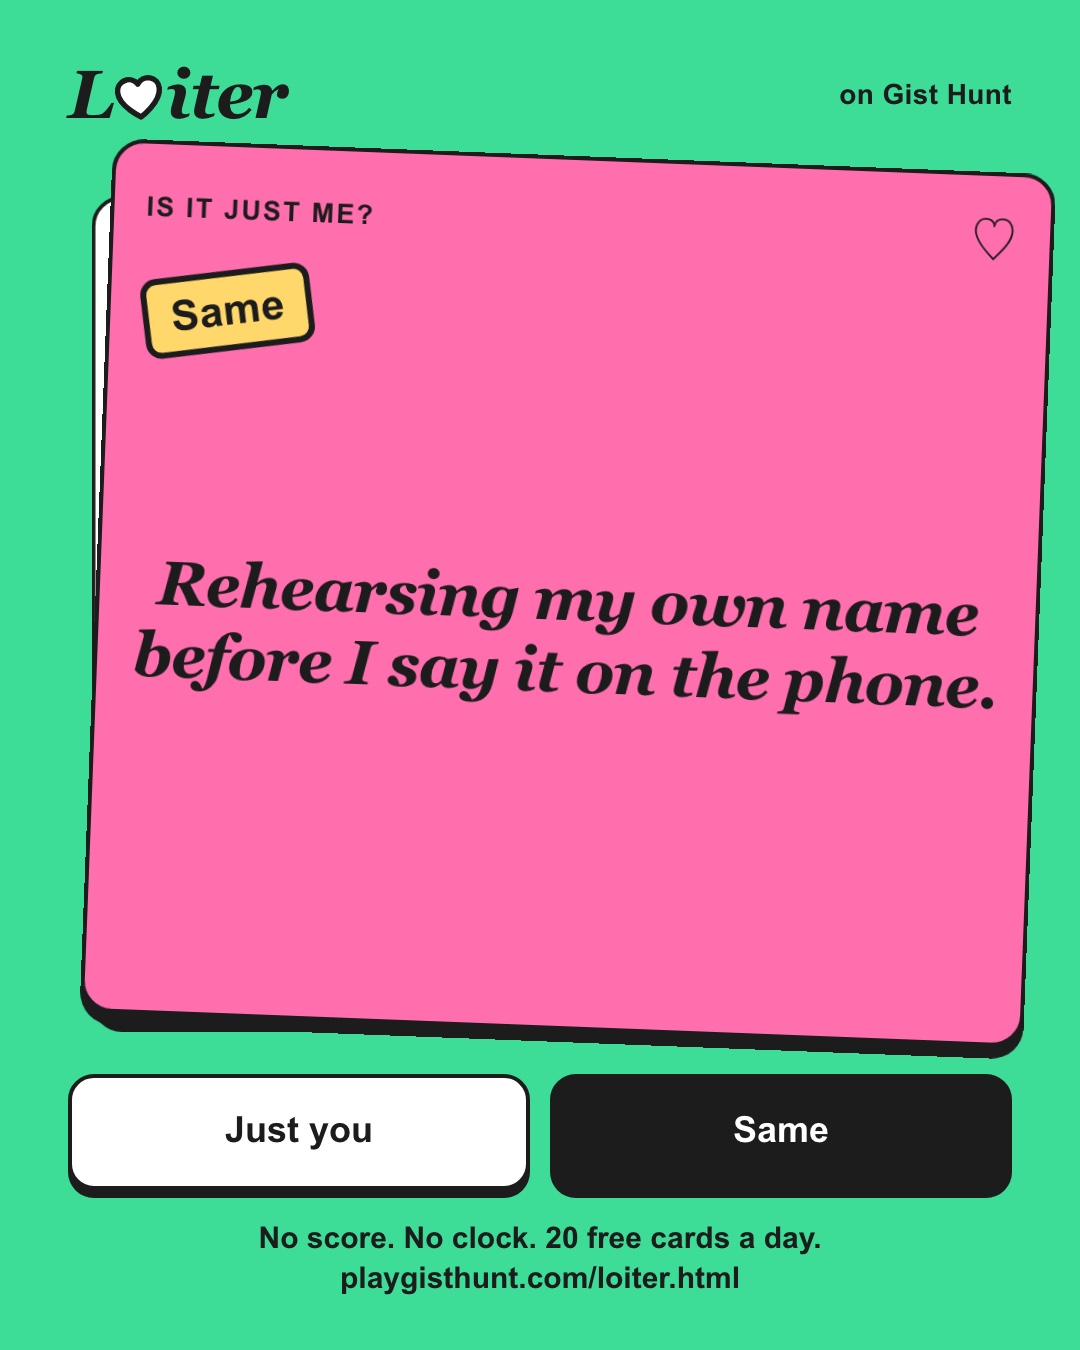 Loiter
on Gist Hunt
IS IT JUST ME?
Same
Rehearsing my own name
before I say it on the phone.
Just you
Same
No score. No clock. 20 free cards a day.
playgisthunt.com/loiter.html